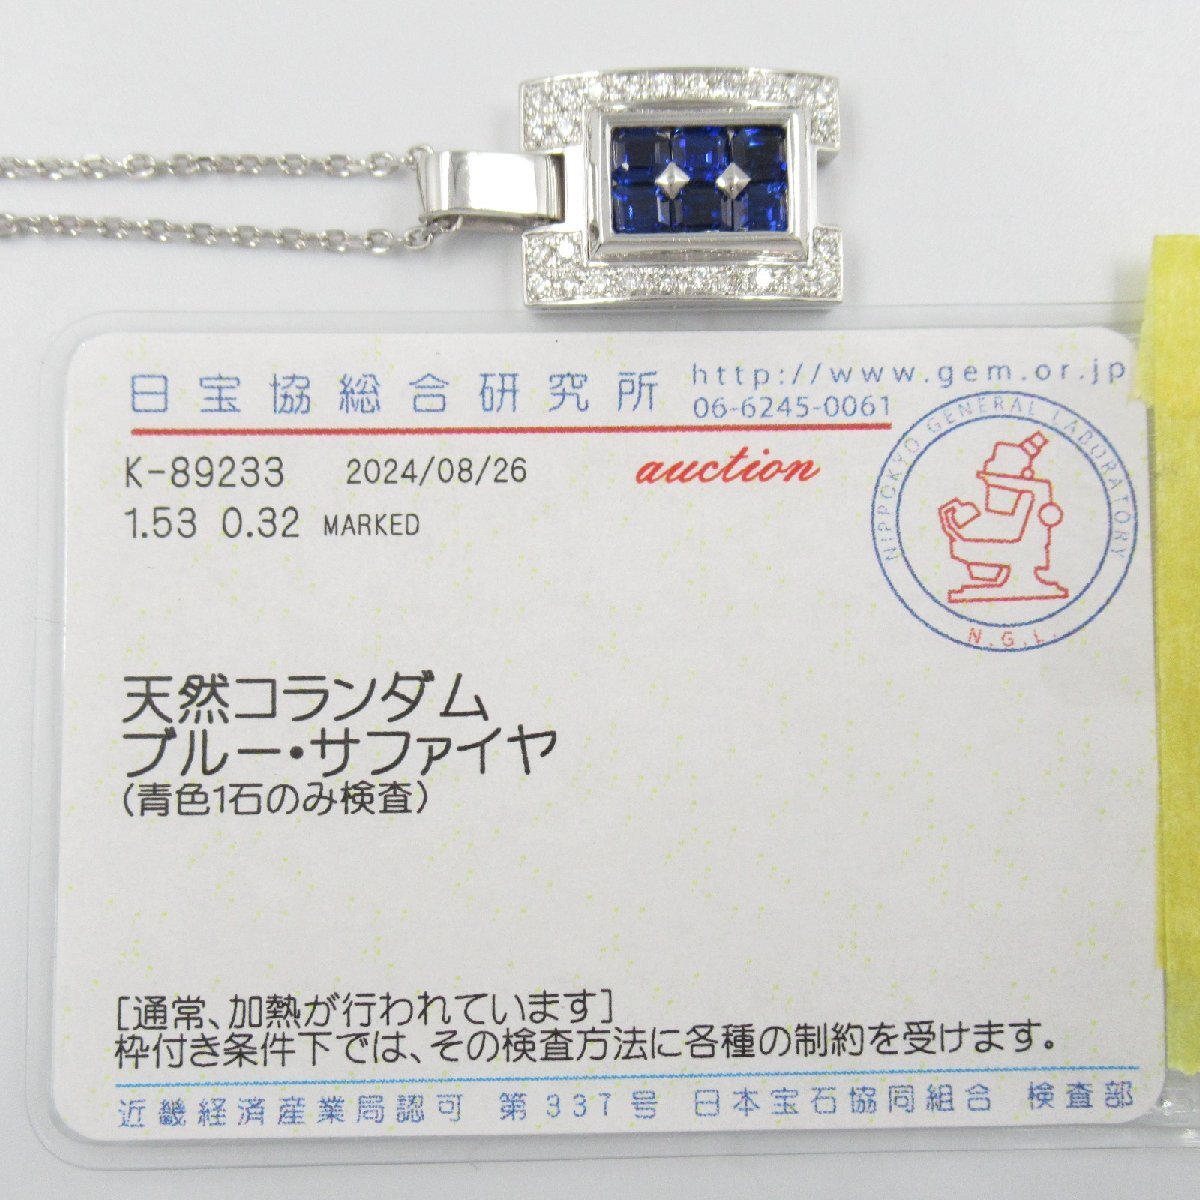 日宝協総合研究所
http://www.gem.or.jp
06-6245-0061
K-89233 2024/08/26 auction
1.53 0.32 MARKED
NIPPOKYO GENERAL LABORATORY
N.G.L.
天然コランダム
ブルー・サファイヤ
(青色1石のみ検査)
[通常、加熱が行われています]
枠付き条件下では、その検査方法に各種の制約を受けます。
近畿経済産業局認可 第337号 日本宝石協同組合 検査部